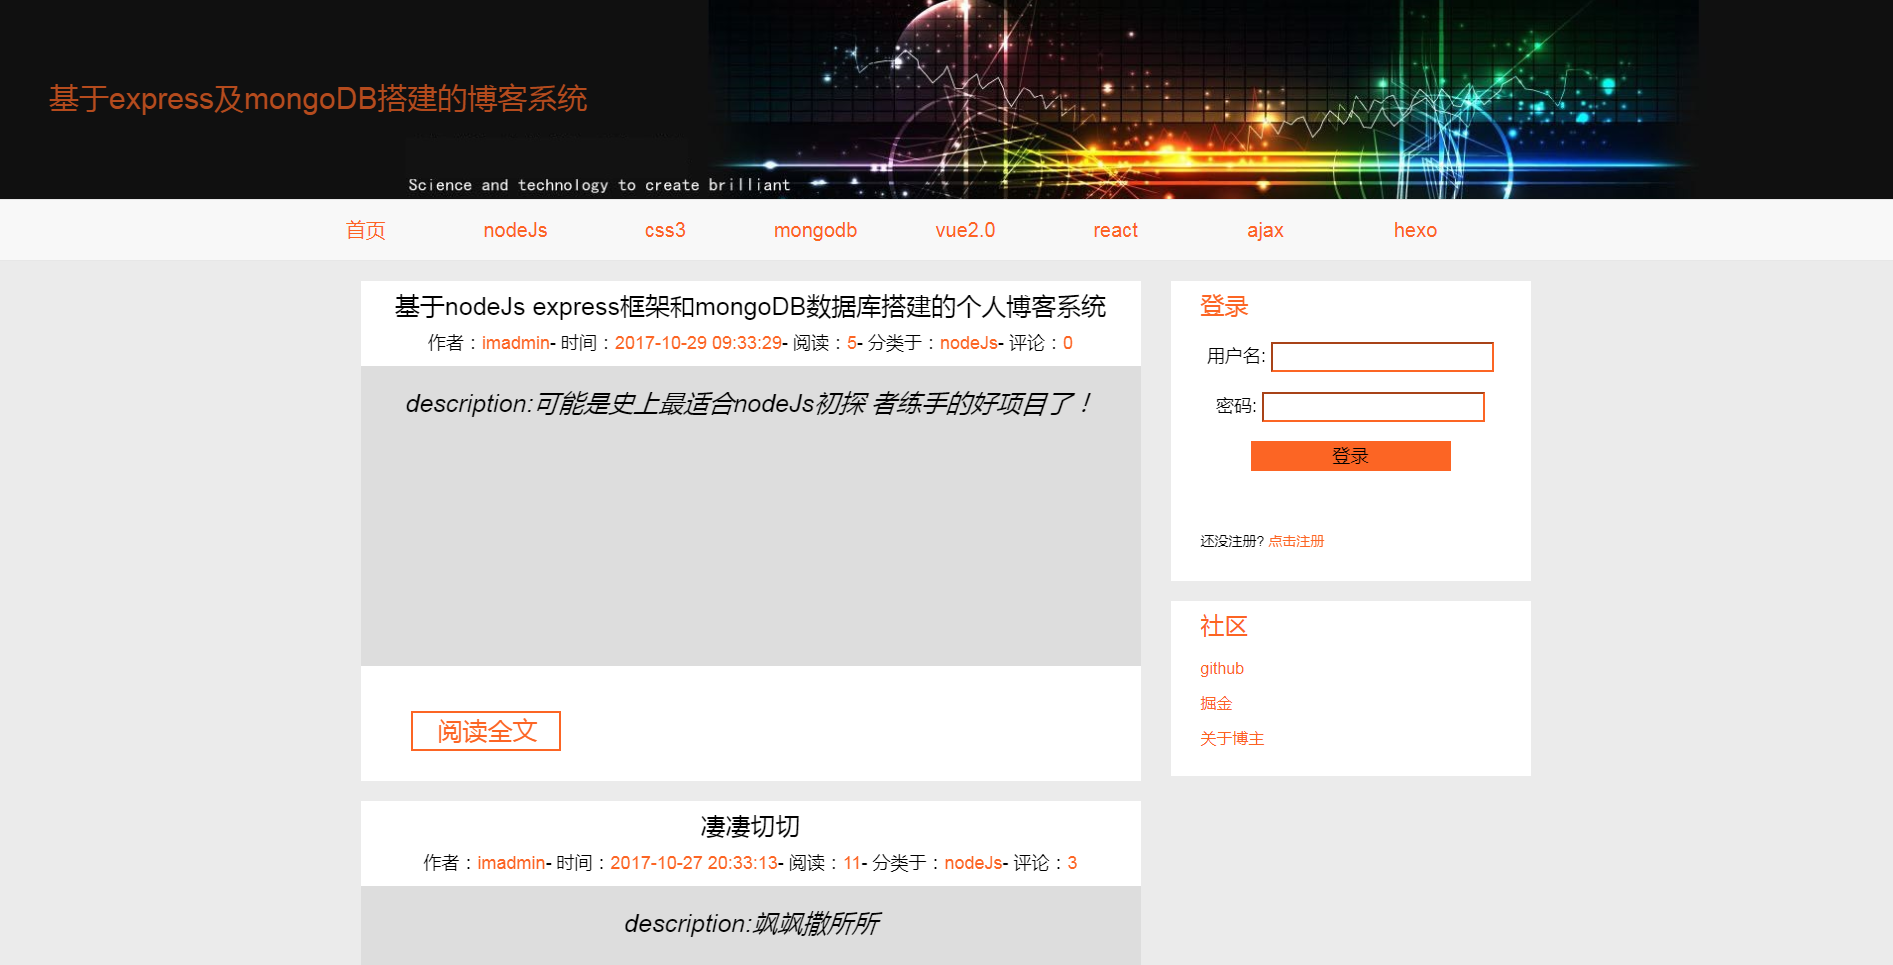 基于express及mongoDB搭建的博客系统
Science and technology to create brilliant
首页 nodeJs css3 mongodb vue2.0 react ajax hexo
基于nodeJs express框架和mongoDB数据库搭建的个人博客系统
作者：imadmin- 时间：2017-10-29 09:33:29- 阅读：5- 分类于：nodeJs- 评论：0
description:可能是史上最适合nodeJs初探 者练手的好项目了！
阅读全文
凄凄切切
作者：imadmin- 时间：2017-10-27 20:33:13- 阅读：11- 分类于：nodeJs- 评论：3
description:飒飒撒所所
登录
用户名:
密码:
登录
还没注册? 点击注册
社区
github
掘金
关于博主